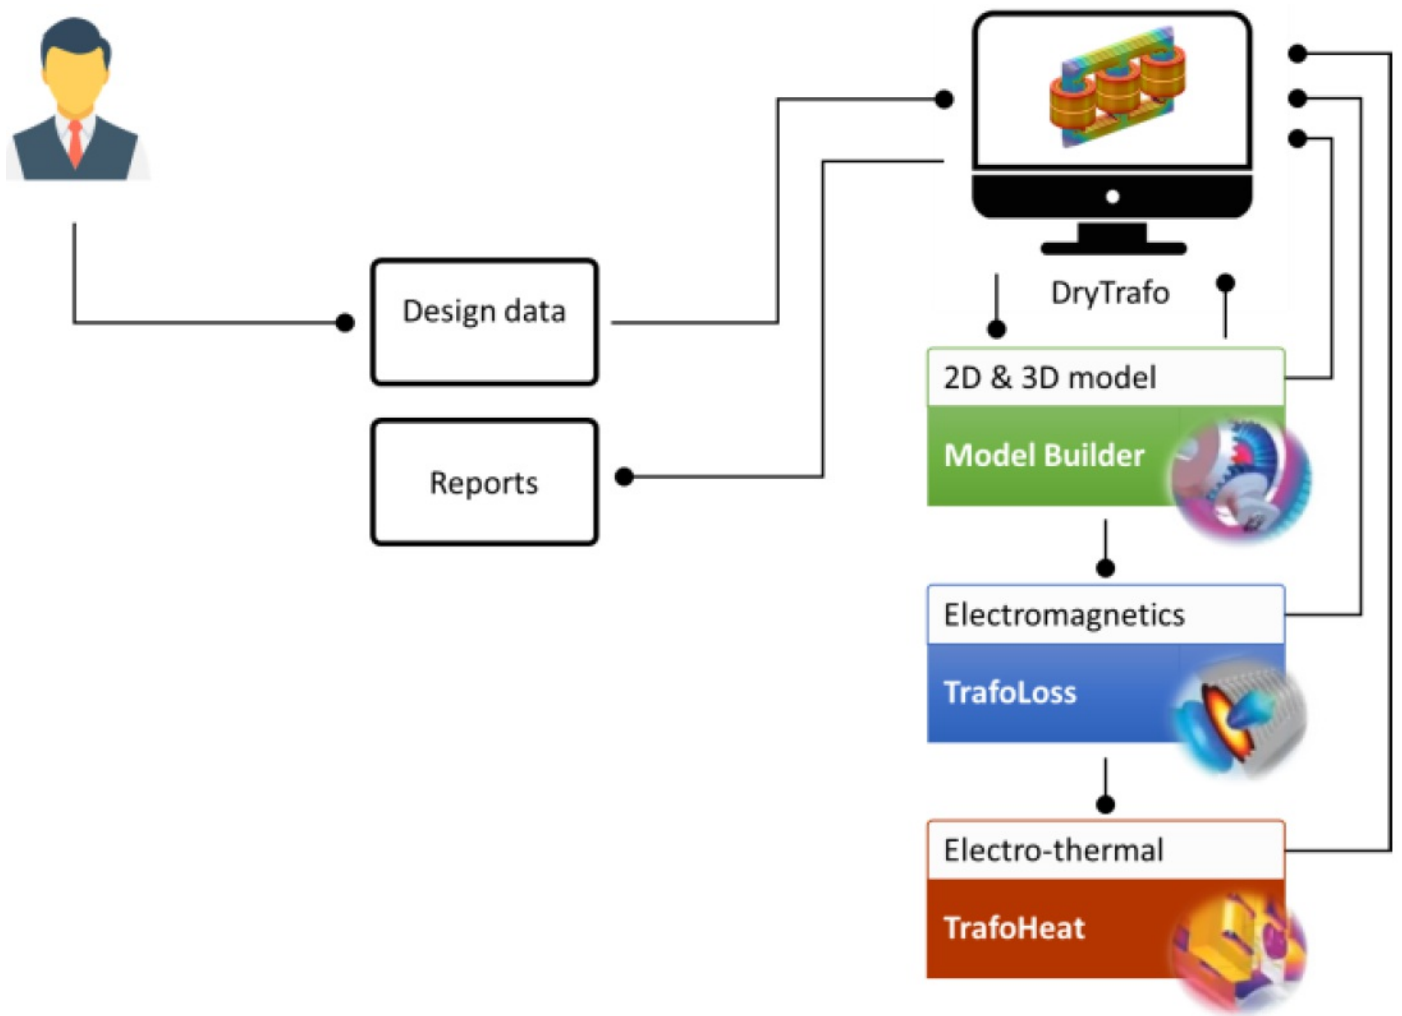 Design data
Reports
DryTrafo
2D & 3D model
Model Builder
Electromagnetics
TrafoLoss
Electro-thermal
TrafoHeat